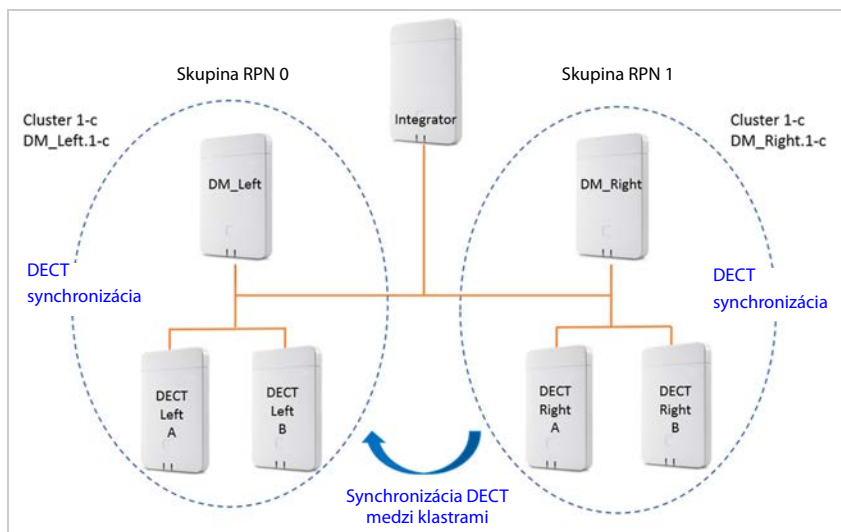 Skupina RPN 0
Skupina RPN 1
Integrator
Cluster 1-c
DM_Left.1-c
Cluster 1-c
DM_Right.1-c
DM_Left
DM_Right
DECT
synchronizácia
DECT
synchronizácia
DECT
Left
A
DECT
Left
B
DECT
Right
A
DECT
Right
B
Synchronizácia DECT
medzi klastrami